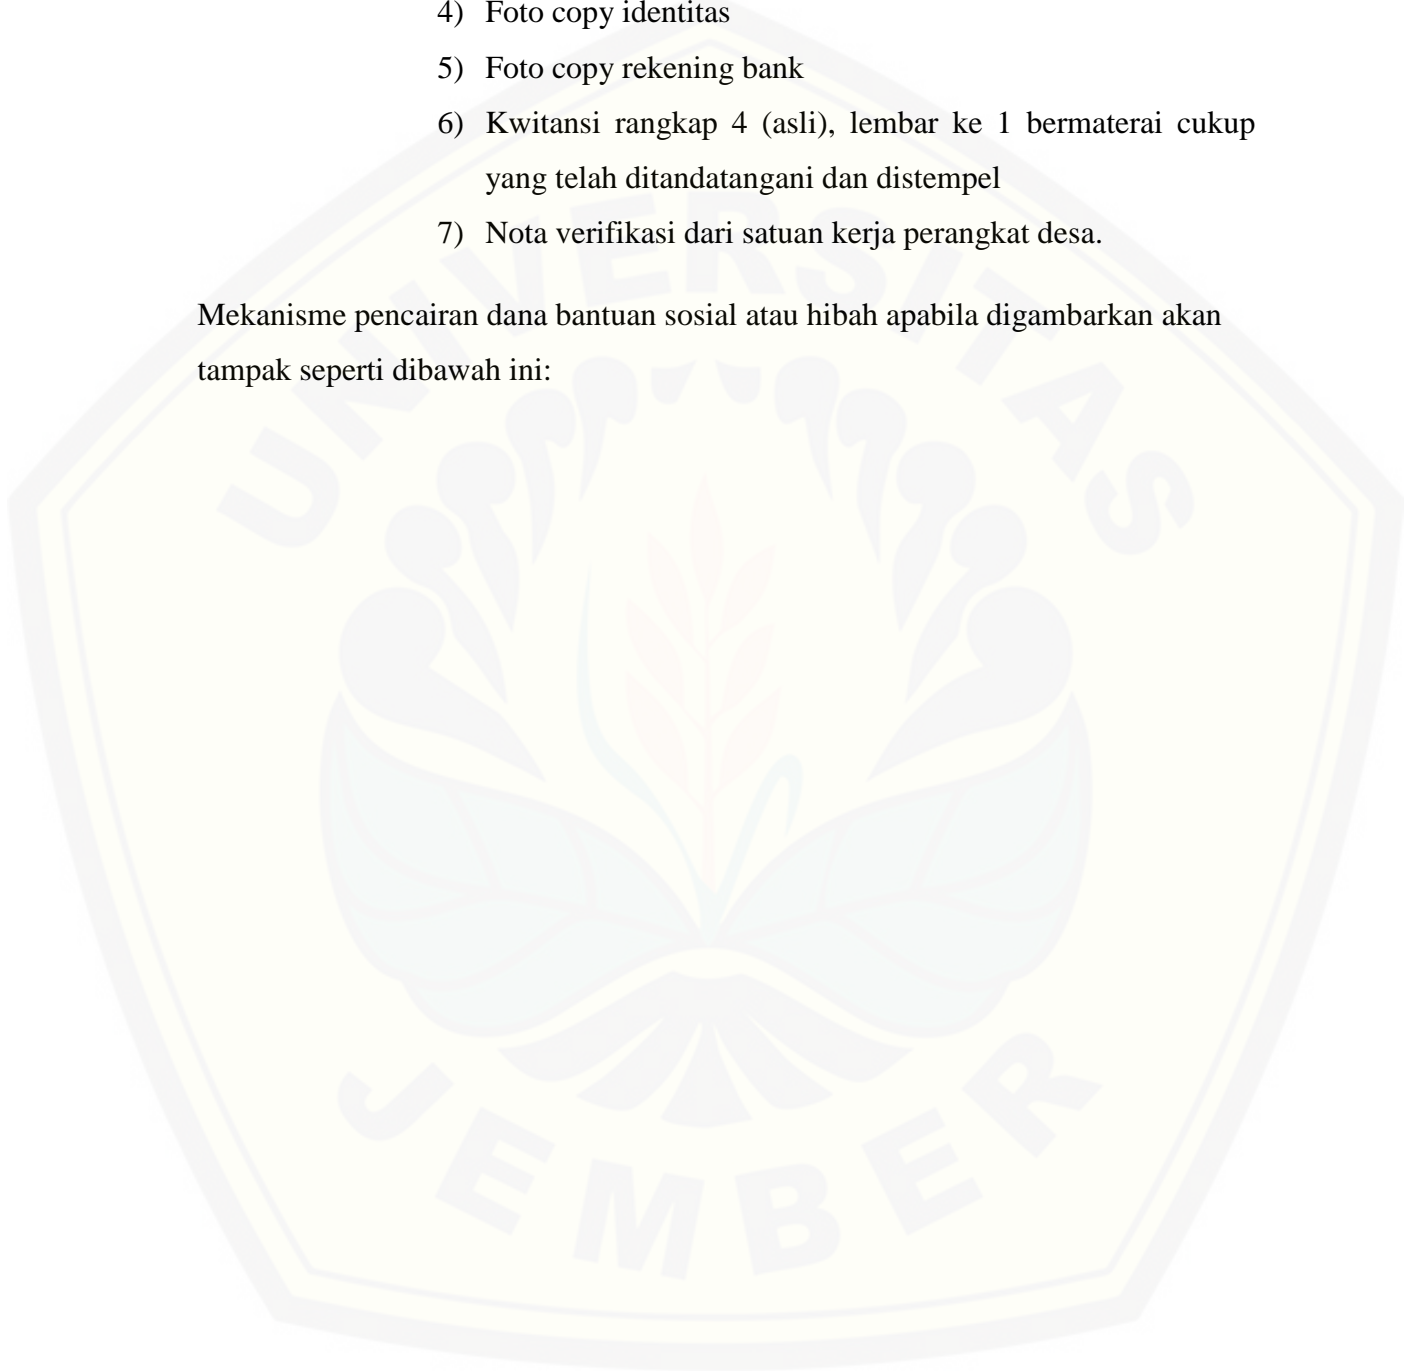 4) Foto copy identitas
5) Foto copy rekening bank
6) Kwitansi rangkap 4 (asli), lembar ke 1 bermaterai cukup
yang telah ditandatangani dan distempel
7) Nota verifikasi dari satuan kerja perangkat desa.
Mekanisme pencairan dana bantuan sosial atau hibah apabila digambarkan akan
tampak seperti dibawah ini:
UNIVERSITAS
JEMBER